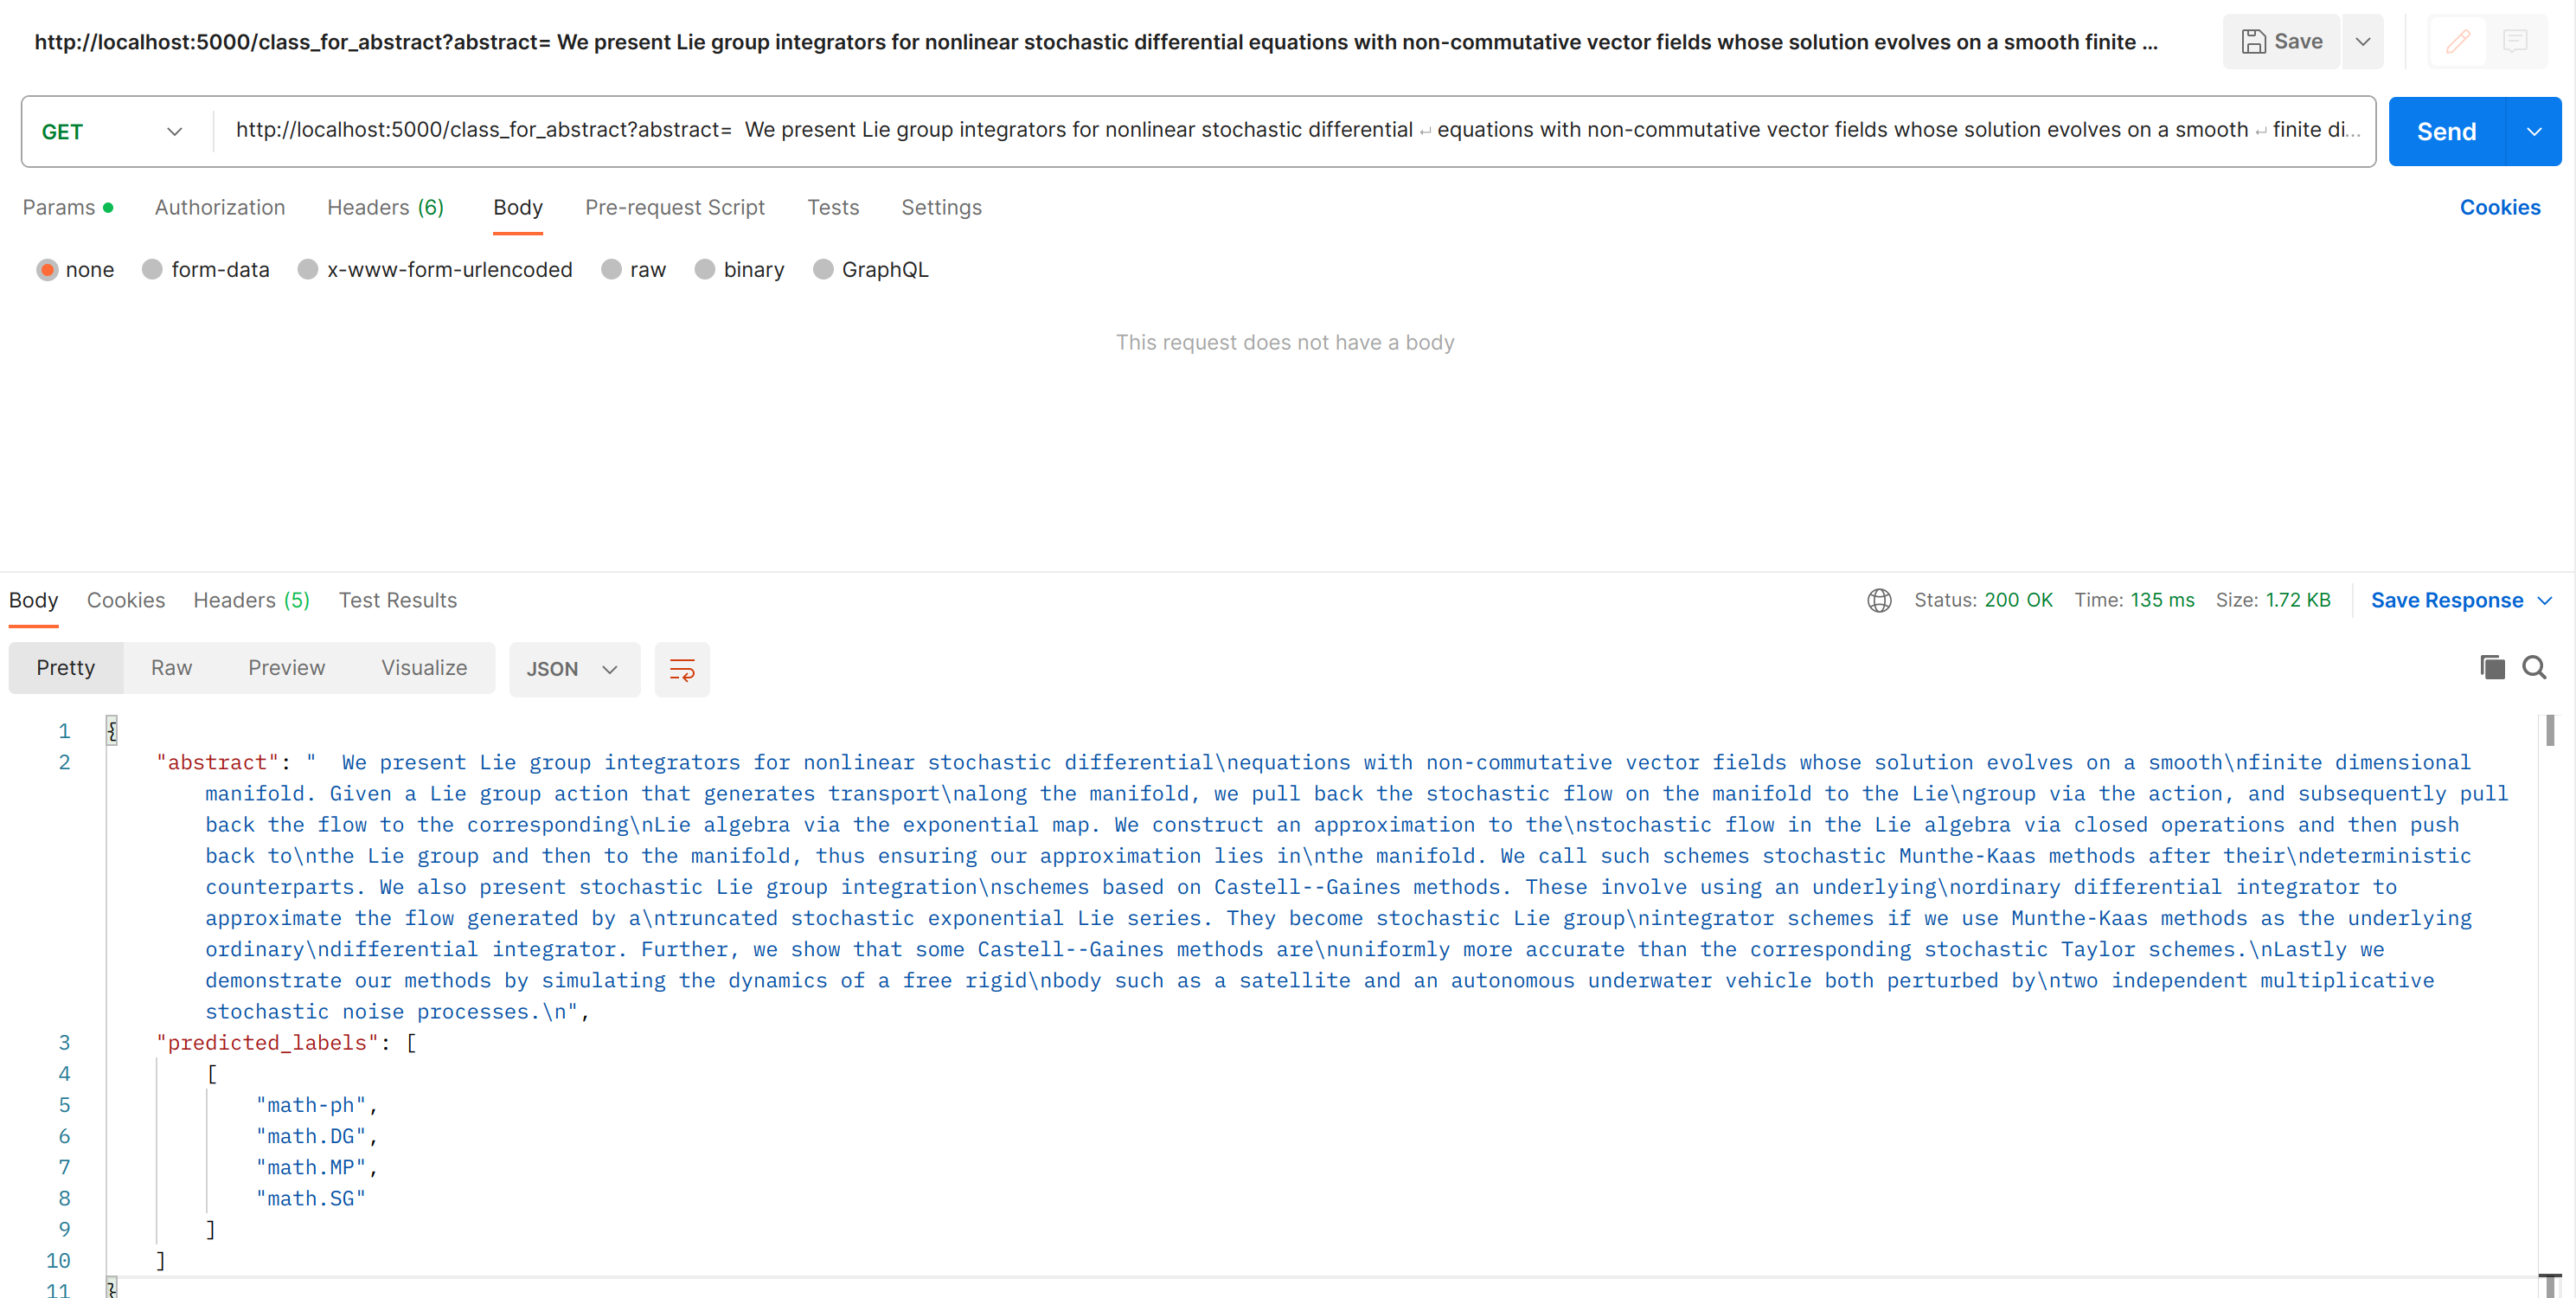 http://localhost:5000/class_for_abstract?abstract= We present Lie group integrators for nonlinear stochastic differential equations with non-commutative vector fields whose solution evolves on a smooth finite ...
Save
GET
http://localhost:5000/class_for_abstract?abstract=  We present Lie group integrators for nonlinear stochastic differential ↵ equations with non-commutative vector fields whose solution evolves on a smooth ↵ finite di...
Send
Params Authorization Headers (6) Body Pre-request Script Tests Settings Cookies
none form-data x-www-form-urlencoded raw binary GraphQL
This request does not have a body
Body Cookies Headers (5) Test Results Status: 200 OK Time: 135 ms Size: 1.72 KB Save Response
Pretty Raw Preview Visualize JSON
1 {
2 "abstract": "  We present Lie group integrators for nonlinear stochastic differential\nequations with non-commutative vector fields whose solution evolves on a smooth\nfinite dimensional
manifold. Given a Lie group action that generates transport\nalong the manifold, we pull back the stochastic flow on the manifold to the Lie\ngroup via the action, and subsequently pull
back the flow to the corresponding\nLie algebra via the exponential map. We construct an approximation to the\nstochastic flow in the Lie algebra via closed operations and then push
back to\nthe Lie group and then to the manifold, thus ensuring our approximation lies in\nthe manifold. We call such schemes stochastic Munthe-Kaas methods after their\ndeterministic
counterparts. We also present stochastic Lie group integration\nschemes based on Castell--Gaines methods. These involve using an underlying\nordinary differential integrator to
approximate the flow generated by a\ntruncated stochastic exponential Lie series. They become stochastic Lie group\nintegrator schemes if we use Munthe-Kaas methods as the underlying
ordinary\ndifferential integrator. Further, we show that some Castell--Gaines methods are\nuniformly more accurate than the corresponding stochastic Taylor schemes.\nLastly we
demonstrate our methods by simulating the dynamics of a free rigid\nbody such as a satellite and an autonomous underwater vehicle both perturbed by\ntwo independent multiplicative
stochastic noise processes.\n",
3 "predicted_labels": [
4 [
5 "math-ph",
6 "math.DG",
7 "math.MP",
8 "math.SG"
9 ]
10 ]
11 }